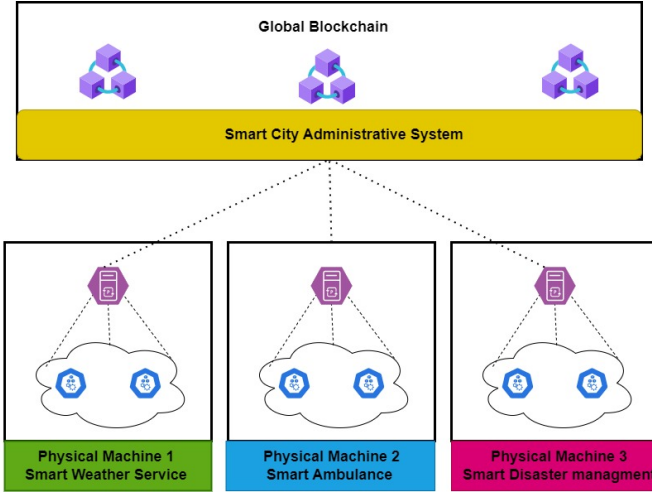 Global Blockchain
Smart City Administrative System
Physical Machine 1
Smart Weather Service
Physical Machine 2
Smart Ambulance
Physical Machine 3
Smart Disaster managment